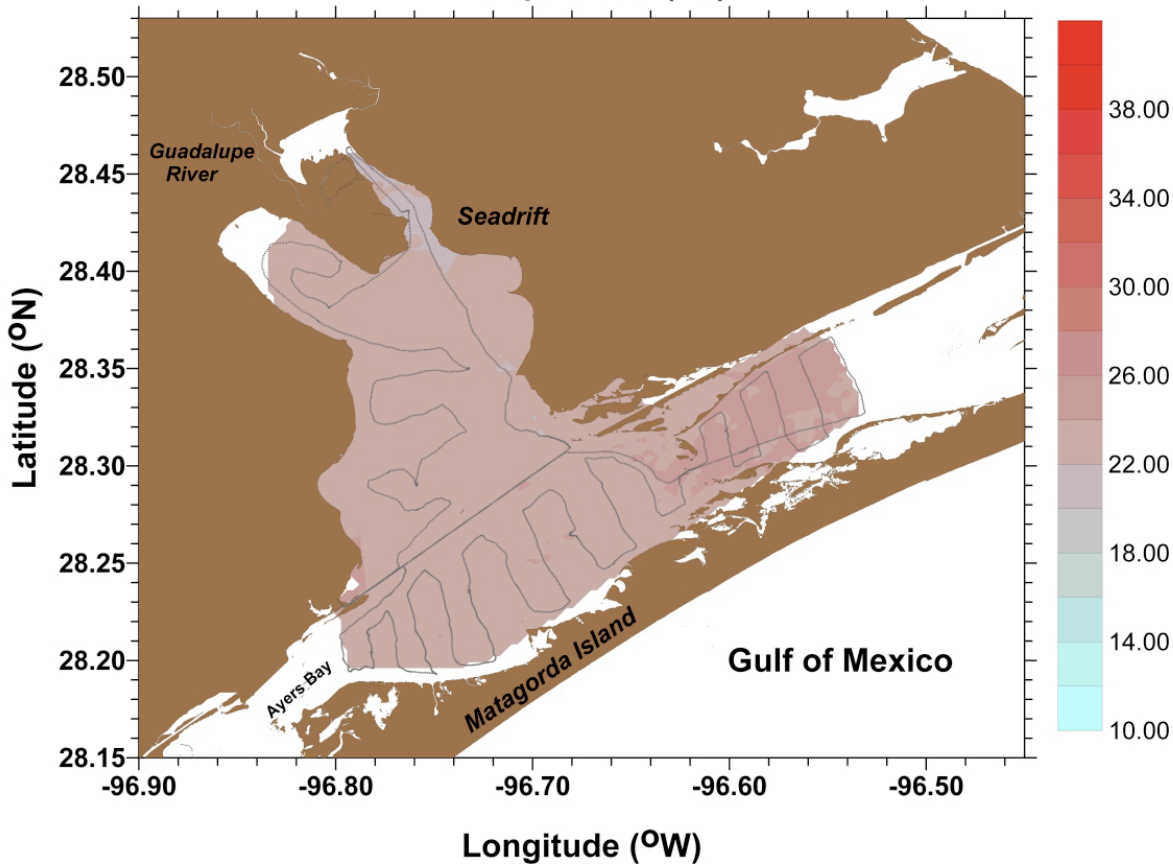 28.50
28.45
28.40
28.35
28.30
28.25
28.20
28.15
Latitude (ᴼN)
Guadalupe
River
Seadrift
Ayers Bay
Matagorda Island
Gulf of Mexico
-96.90
-96.80
-96.70
-96.60
-96.50
Longitude (ᴼW)
38.00
34.00
30.00
26.00
22.00
18.00
14.00
10.00